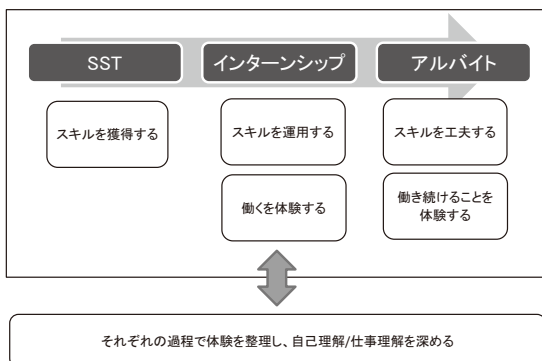 SST
インターンシップ
アルバイト
スキルを獲得する
スキルを運用する
スキルを工夫する
働くを体験する
働き続けることを
体験する
それぞれの過程で体験を整理し、自己理解/仕事理解を深める